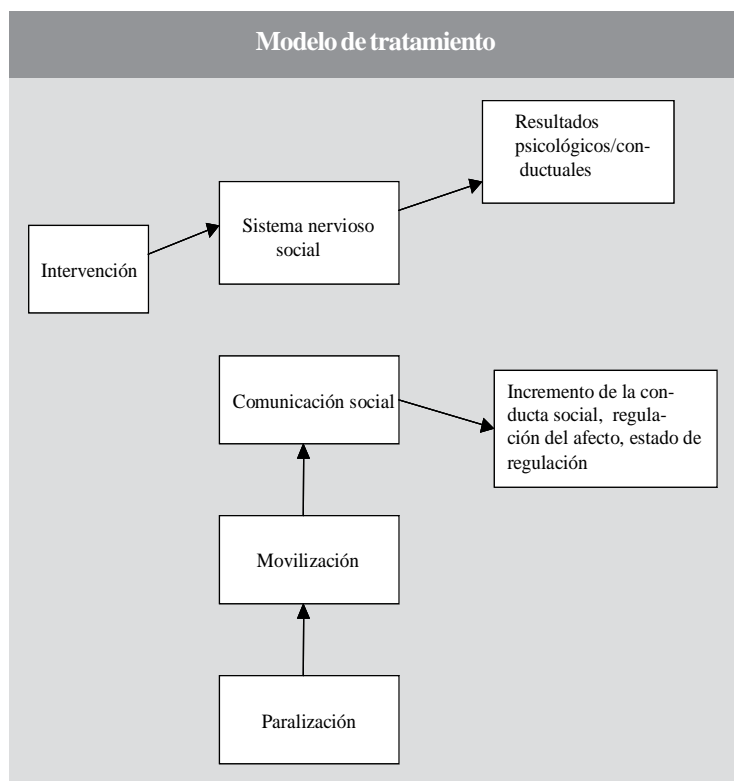 Modelo de tratamiento
Resultados
psicológicos/con-
ductuales
Sistema nervioso
social
Intervención
Comunicación social
Incremento de la con-
ducta social, regula-
ción del afecto, estado de
regulación
Movilización
Paralización